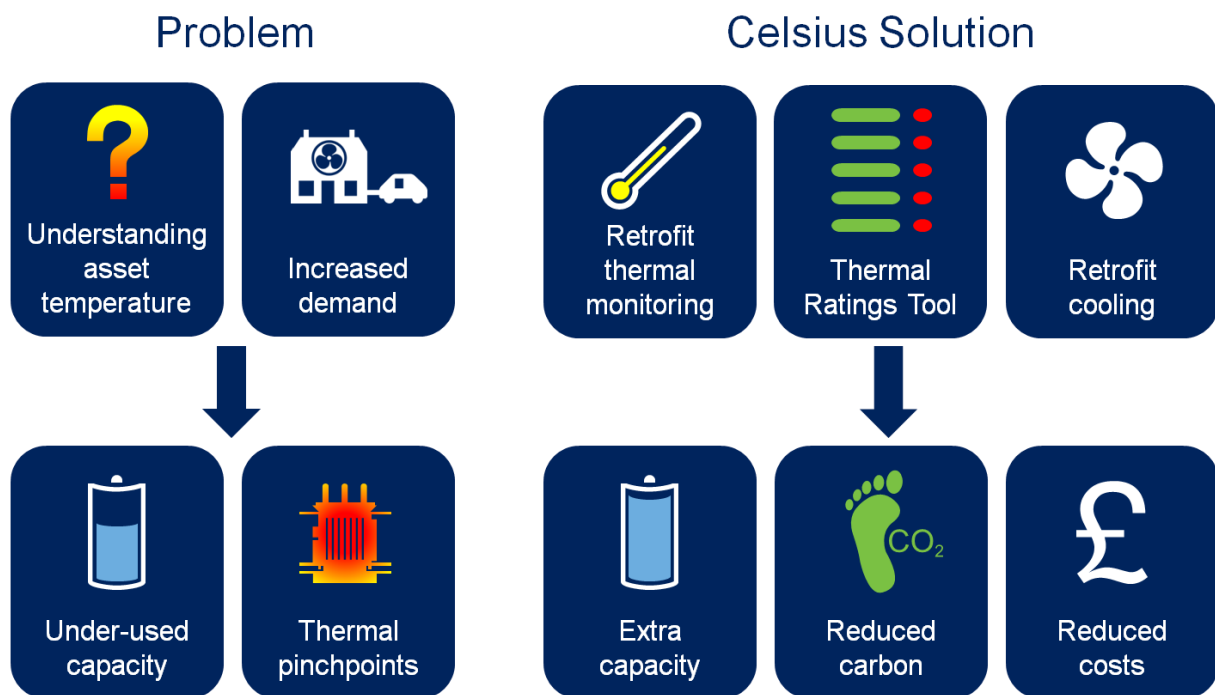 Problem
Celsius Solution
?
Understanding
asset
temperature
Increased
demand
Retrofit
thermal
monitoring
Thermal
Ratings Tool
Retrofit
cooling
Under-used
capacity
Thermal
pinchpoints
Extra
capacity
CO₂
Reduced
carbon
£
Reduced
costs